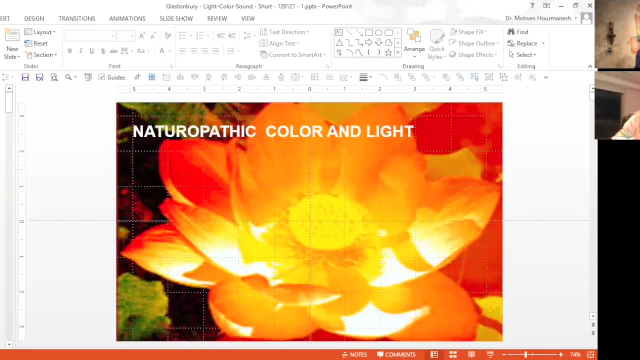 Glastonbury - Light-Color-Sound - Short - 120121 - 1.pptx - PowerPoint
DESIGN TRANSITIONS ANIMATIONS SLIDE SHOW REVIEW VIEW
Dr. Mohsen Hourmanesh
New Slide
Layout
Reset
Section
Slides
Font
Paragraph
Text Direction
Align Text
Convert to SmartArt
Arrange
Quick Styles
Shape Fill
Shape Outline
Shape Effects
Drawing
Find
Replace
Select
Editing
Guides
NATUROPATHIC COLOR AND LIGHT
NOTES COMMENTS 74%